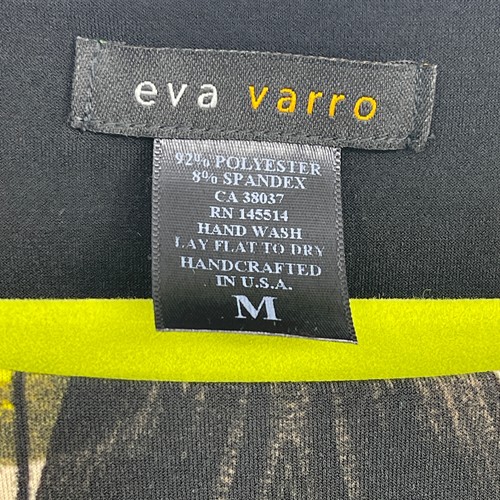 eva varro
92% POLYESTER
8% SPANDEX
CA 38037
RN 145514
HAND WASH
LAY FLAT TO DRY
HANDCRAFTED
IN U.S.A.
M